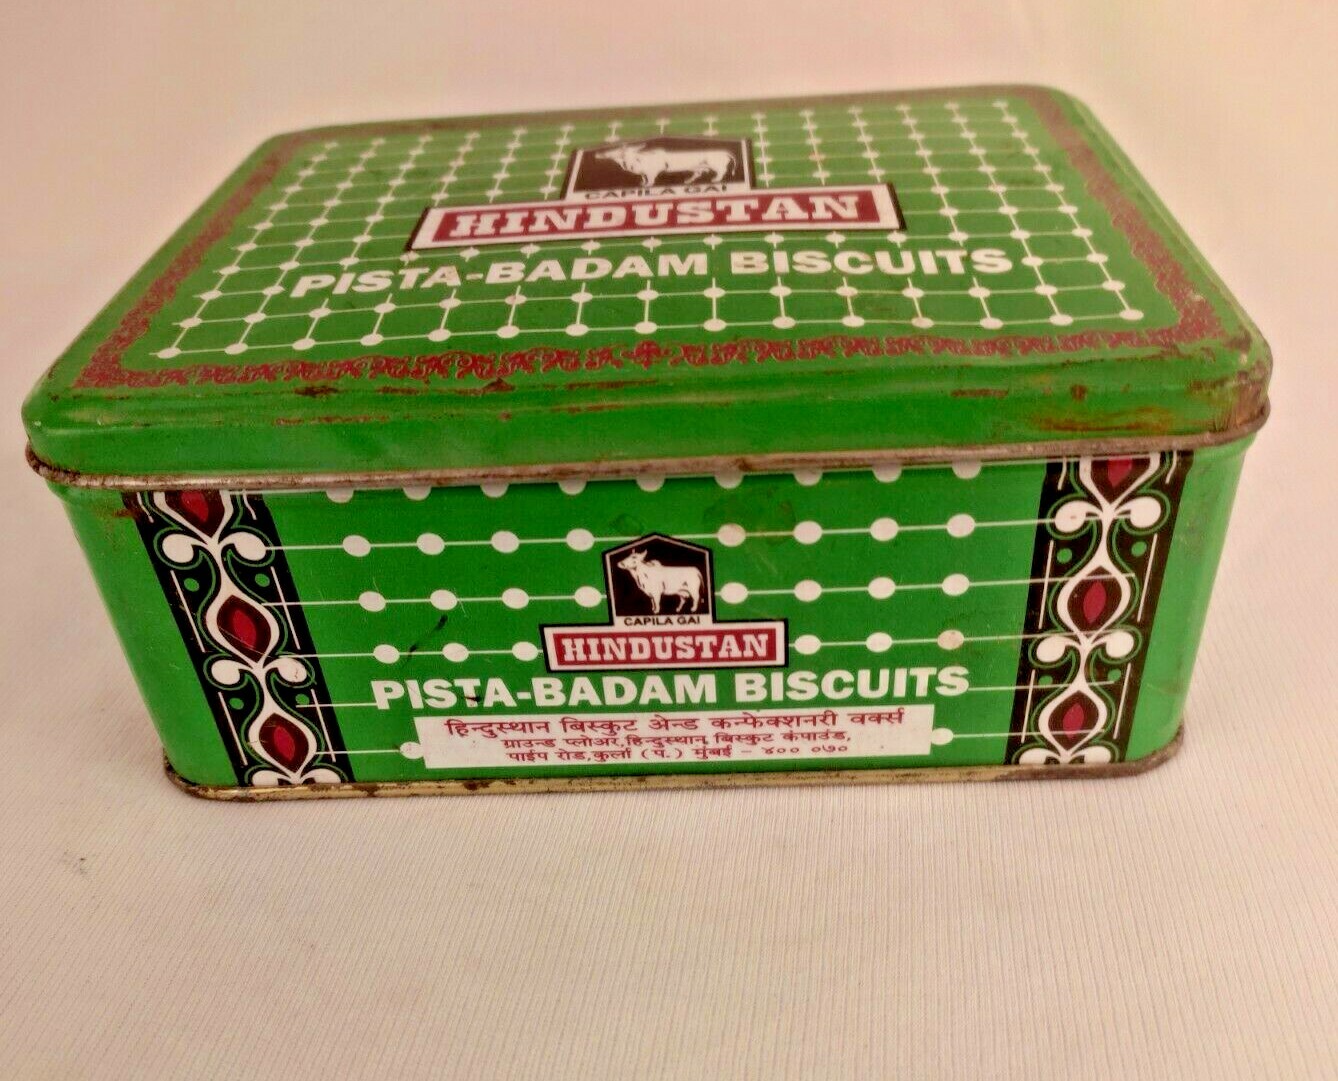 CAPILA GAI
HINDUSTAN
PISTA-BADAM BISCUITS
CAPILA GAI
HINDUSTAN
PISTA-BADAM BISCUITS
हिन्दुस्थान बिस्कुट ॲन्ड कन्फेक्शनरी वर्क्स
ग्राउन्ड फ्लोअर, हिन्दुस्थान बिस्कुट कंपाउंड,
पाईप रोड, कुर्ला (प.) मुंबई - ४०० ०७०